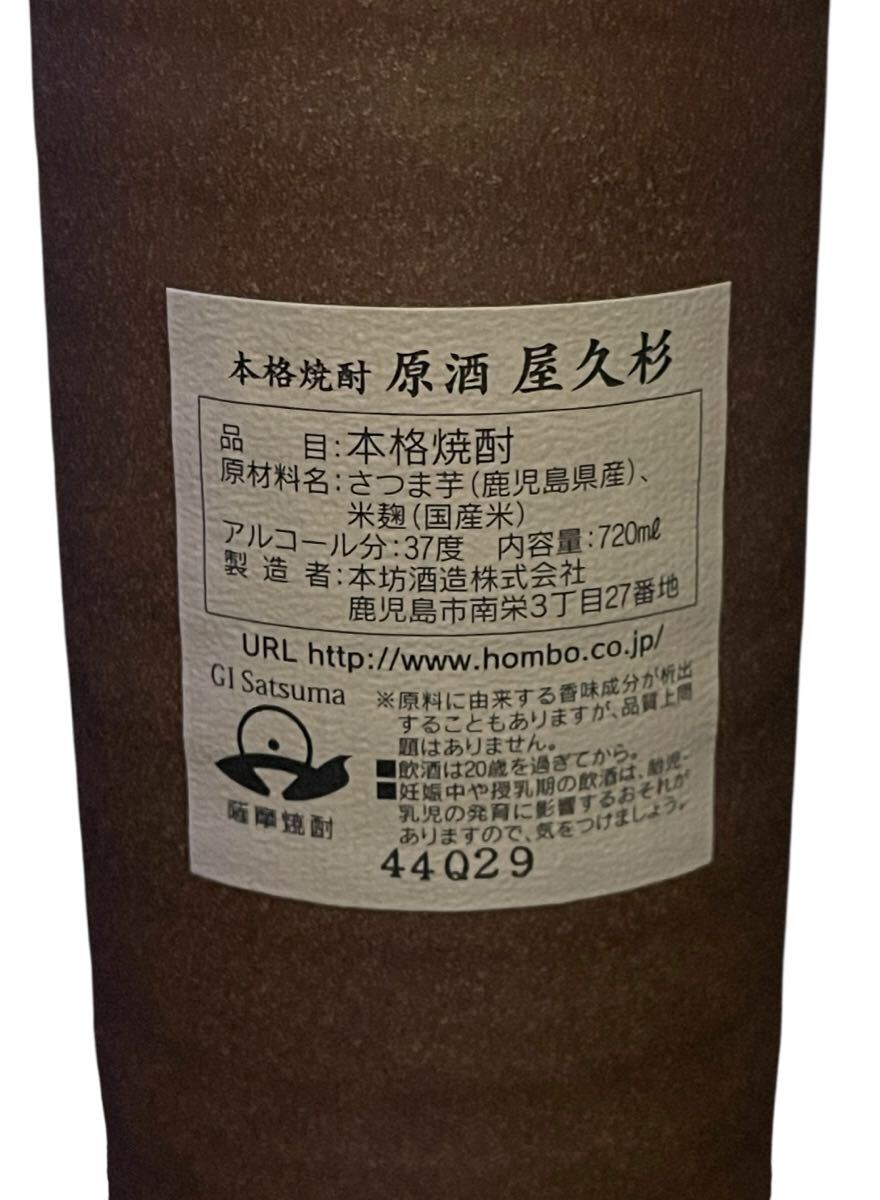 本格焼酎 原酒 屋久杉
品 目:本格焼酎
原材料名:さつま芋(鹿児島県産)、
米麹(国産米)
アルコール分:37度 内容量:720mℓ
製造者:本坊酒造株式会社
鹿児島市南栄3丁目27番地
URL http://www.hombo.co.jp/
GI Satsuma
薩摩焼酎
※原料に由来する香味成分が析出
することもありますが、品質上問
題はありません。
■飲酒は20歳を過ぎてから。
■妊娠中や授乳期の飲酒は、胎児・
乳児の発育に影響するおそれが
ありますので、気をつけましょう。
44Q29